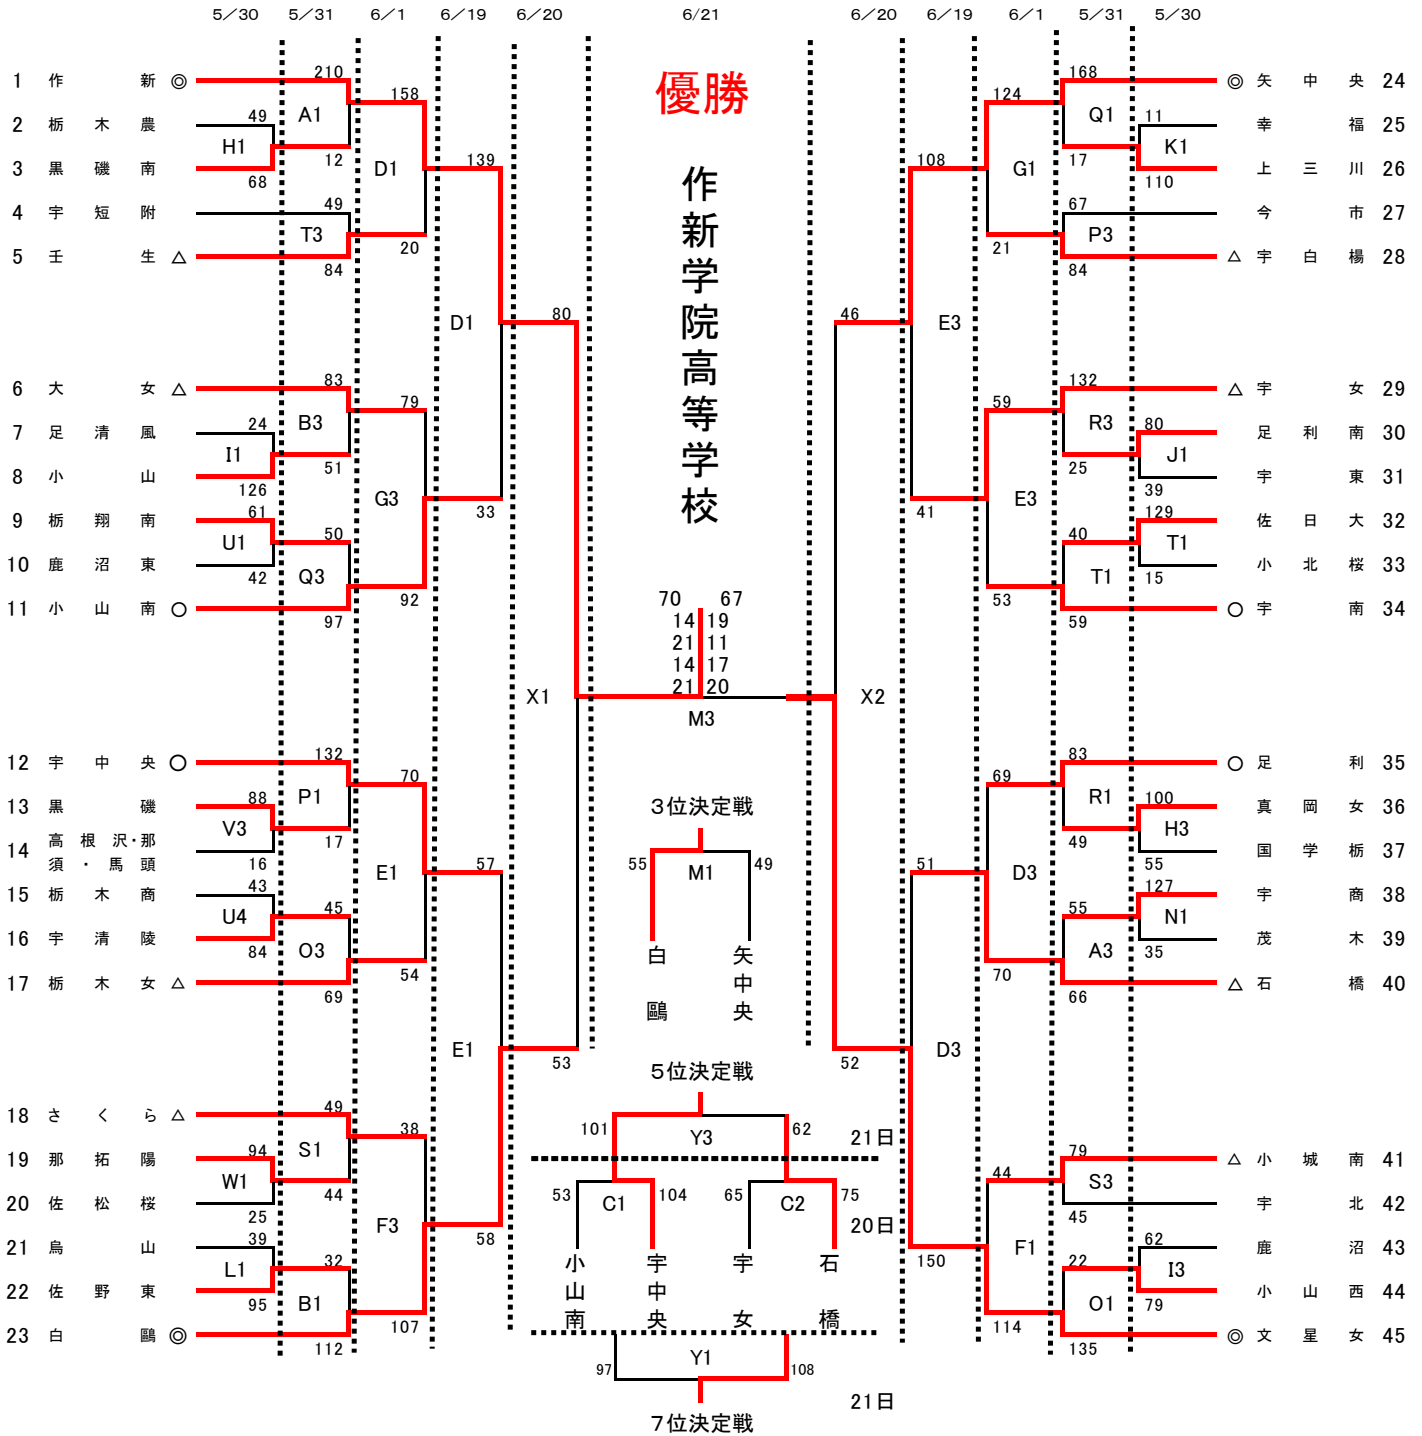 5／30 5／31 6／1 6／19 6／20 6/21 6／20 6／19 6／1 5／31 5／30
優勝
作新学院高等学校
1 作新 ◎
2 栃木農
3 黒磯南
4 宇短附
5 壬生 △
6 大女 △
7 足清風
8 小山
9 栃翔南
10 鹿沼東
11 小山南 ○
12 宇中央 ○
13 黒磯
14 高根沢・那
須・馬頭
15 栃木商
16 宇清陵
17 栃木女 △
18 さくら △
19 那拓陽
20 佐松桜
21 烏山
22 佐野東
23 白鷗 ◎
49
H1
68
24
I1
126
61
U1
42
88
V3
16
43
U4
84
94
W1
25
39
L1
95
210
A1
12
49
T3
84
83
B3
51
50
Q3
97
132
P1
17
45
O3
69
49
S1
44
32
B1
112
158
D1
20
79
G3
92
70
E1
54
38
F3
107
139
D1
33
57
E1
58
80
X1
53
70 67
14 19
21 11
14 17
21 20
M3
3位決定戦
55 M1 49
白鷗
矢中央
5位決定戦
101 Y3 62 21日
53 C1 104 65 C2 75
20日
小山南
宇中央
宇女
石橋
97 Y1 108
21日
7位決定戦
46
X2
52
108
E3
41
51
D3
150
124
G1
21
59
E3
53
69
D3
70
44
F1
114
168
Q1
17
67
P3
84
132
R3
25
40
T1
59
83
R1
49
55
A3
66
79
S3
45
22
O1
135
11
K1
110
80
J1
39
129
T1
15
100
H3
55
127
N1
35
62
I3
79
◎ 矢中央 24
幸福 25
上三川 26
今市 27
△ 宇白楊 28
△ 宇女 29
足利南 30
宇東 31
佐日大 32
小北桜 33
○ 宇南 34
○ 足利 35
真岡女 36
国学栃 37
宇商 38
茂木 39
△ 石橋 40
△ 小城南 41
宇北 42
鹿沼 43
小山西 44
◎ 文星女 45